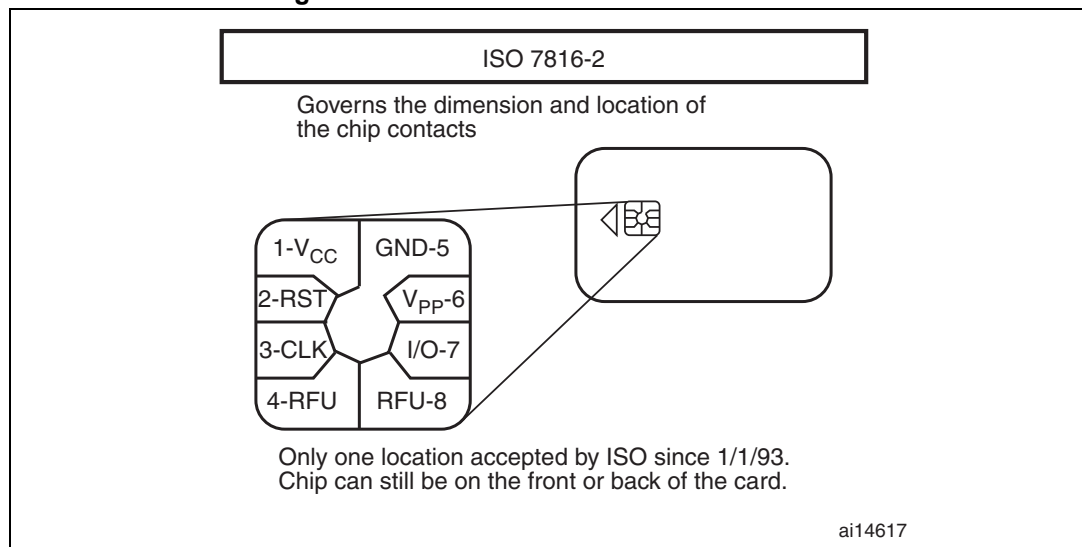 ISO 7816-2
Governs the dimension and location of
the chip contacts
1-VCC GND-5
2-RST VPP-6
3-CLK I/O-7
4-RFU RFU-8
Only one location accepted by ISO since 1/1/93.
Chip can still be on the front or back of the card.
ai14617